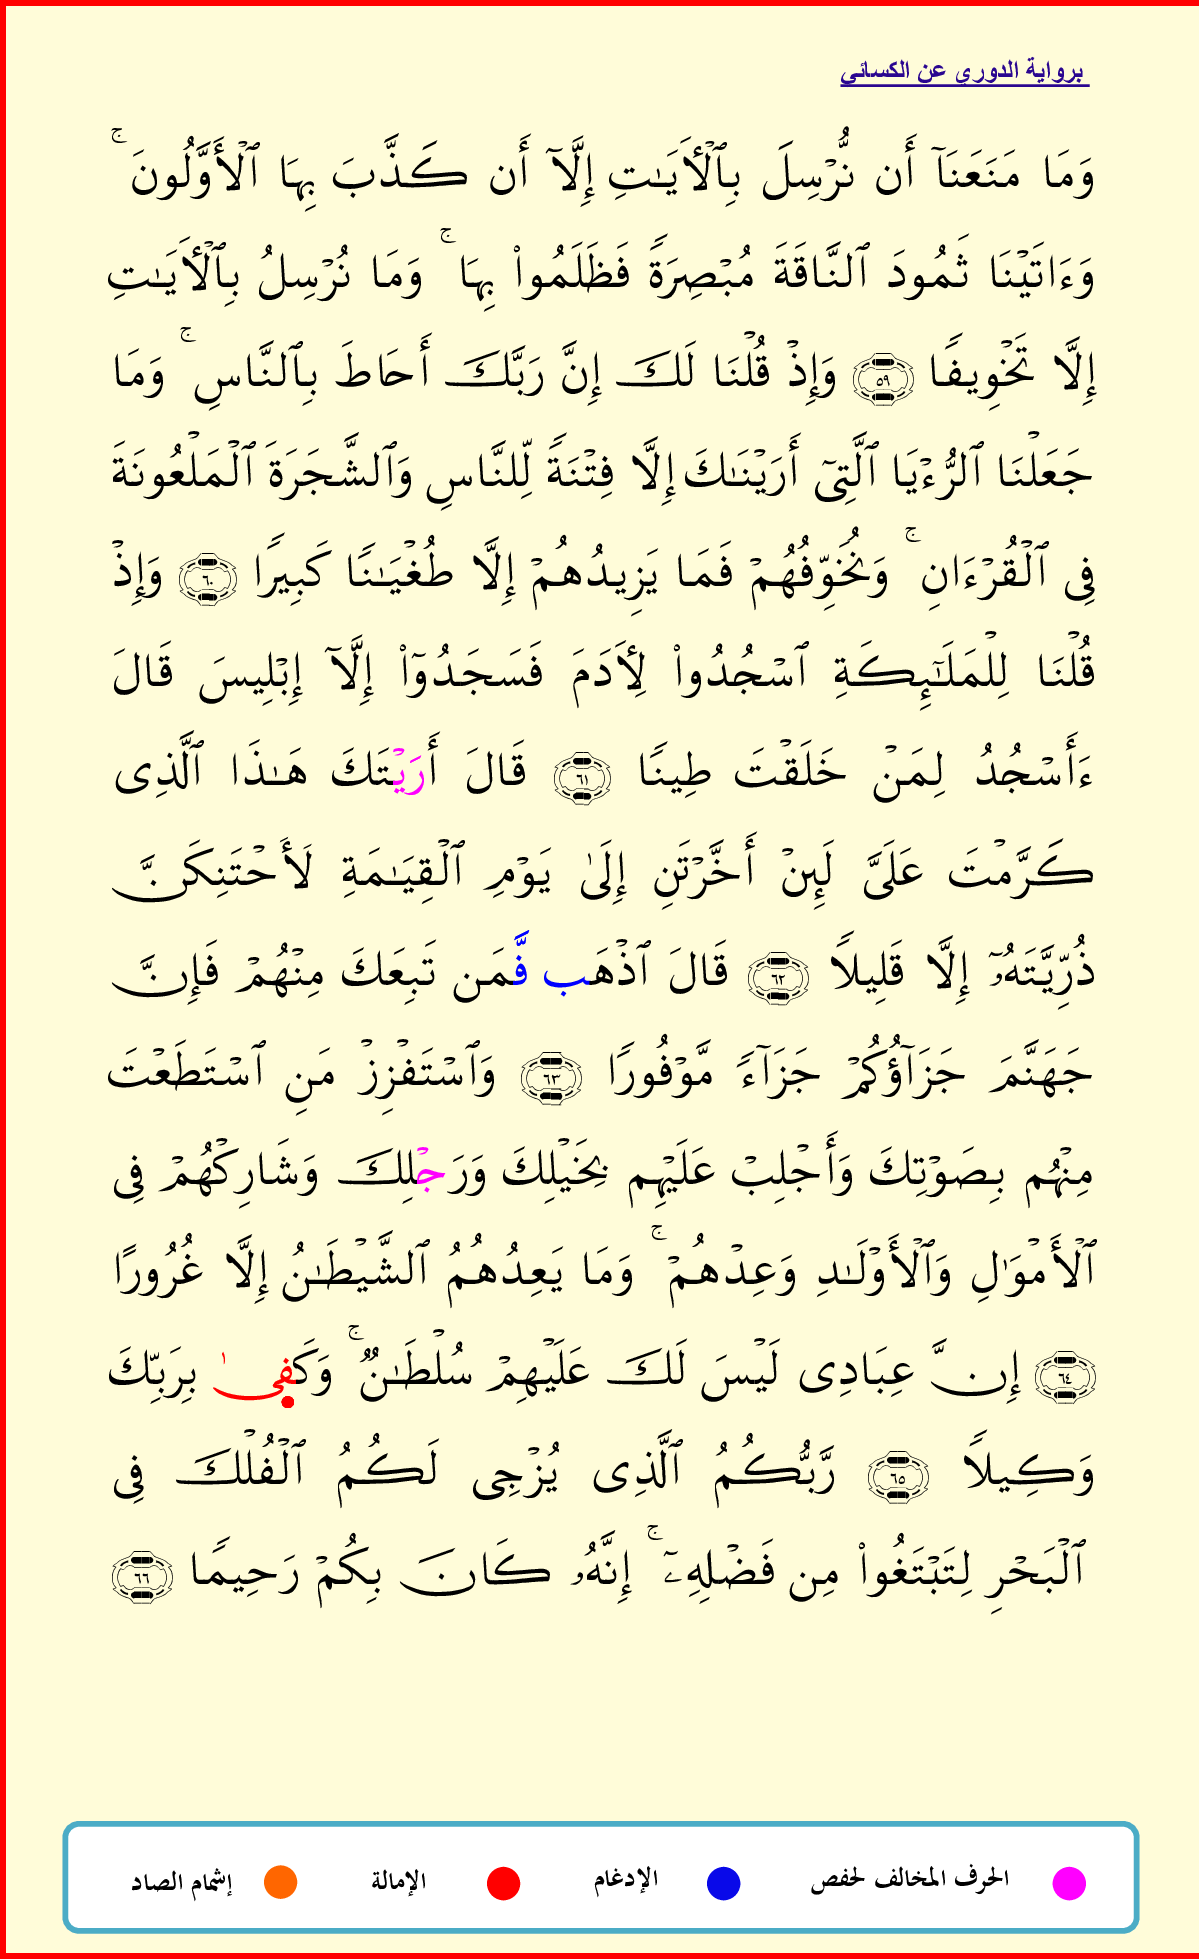 برواية الدوري عن الكسائي
وَمَا مَنَعَنَآ أَن نُّرۡسِلَ بِٱلۡأَيَـٰتِ إِلَّآ أَن كَذَّبَ بِهَا ٱلۡأَوَّلُونَ ۚ
وَءَاتَيۡنَا ثَمُودَ ٱلنَّاقَةَ مُبۡصِرَةً فَظَلَمُوا۟ بِهَا ۚ وَمَا نُرۡسِلُ بِٱلۡأَيَـٰتِ
إِلَّا تَخۡوِيفًا ٥٩ وَإِذۡ قُلۡنَا لَكَ إِنَّ رَبَّكَ أَحَاطَ بِٱلنَّاسِ ۚ وَمَا
جَعَلۡنَا ٱلرُّءۡيَا ٱلَّتِىٓ أَرَيۡنَـٰكَ إِلَّا فِتۡنَةً لِّلنَّاسِ وَٱلشَّجَرَةَ ٱلۡمَلۡعُونَةَ
فِى ٱلۡقُرۡءَانِ ۚ وَنُخَوِّفُهُمۡ فَمَا يَزِيدُهُمۡ إِلَّا طُغۡيَـٰنًا كَبِيرًا ٦٠ وَإِذۡ
قُلۡنَا لِلۡمَلَـٰٓئِكَةِ ٱسۡجُدُوا۟ لِأَدَمَ فَسَجَدُوٓا۟ إِلَّآ إِبۡلِيسَ قَالَ
ءَأَسۡجُدُ لِمَنۡ خَلَقۡتَ طِينًا ٦١ قَالَ أَرَيۡتَكَ هَـٰذَا ٱلَّذِى
كَرَّمۡتَ عَلَىَّ لَئِنۡ أَخَّرۡتَنِ إِلَىٰ يَوۡمِ ٱلۡقِيَـٰمَةِ لَأَحۡتَنِكَنَّ
ذُرِّيَّتَهُۥٓ إِلَّا قَلِيلاً ٦٢ قَالَ ٱذۡهَب فَّمَن تَبِعَكَ مِنۡهُمۡ فَإِنَّ
جَهَنَّمَ جَزَآؤُكُمۡ جَزَآءً مَّوۡفُورًا ٦٣ وَٱسۡتَفۡزِزۡ مَنِ ٱسۡتَطَعۡتَ
مِنۡهُم بِصَوۡتِكَ وَأَجۡلِبۡ عَلَيۡهِم بِخَيۡلِكَ وَرَجۡلِكَ وَشَارِكۡهُمۡ فِى
ٱلۡأَمۡوَٰلِ وَٱلۡأَوۡلَـٰدِ وَعِدۡهُمۡ ۚ وَمَا يَعِدُهُمُ ٱلشَّيۡطَـٰنُ إِلَّا غُرُورًا
٦٤ إِنَّ عِبَادِى لَيۡسَ لَكَ عَلَيۡهِمۡ سُلۡطَـٰنٌ ۚ وَكَفِىٰ بِرَبِّكَ
وَكِيلاً ٦٥ رَّبُّكُمُ ٱلَّذِى يُزۡجِى لَكُمُ ٱلۡفُلۡكَ فِى
ٱلۡبَحۡرِ لِتَبۡتَغُوا۟ مِن فَضۡلِهِۦٓ ۚ إِنَّهُۥ كَانَ بِكُمۡ رَحِيمًا ٦٦
الحرف المخالف لحفص الإدغام الإمالة إشمام الصاد